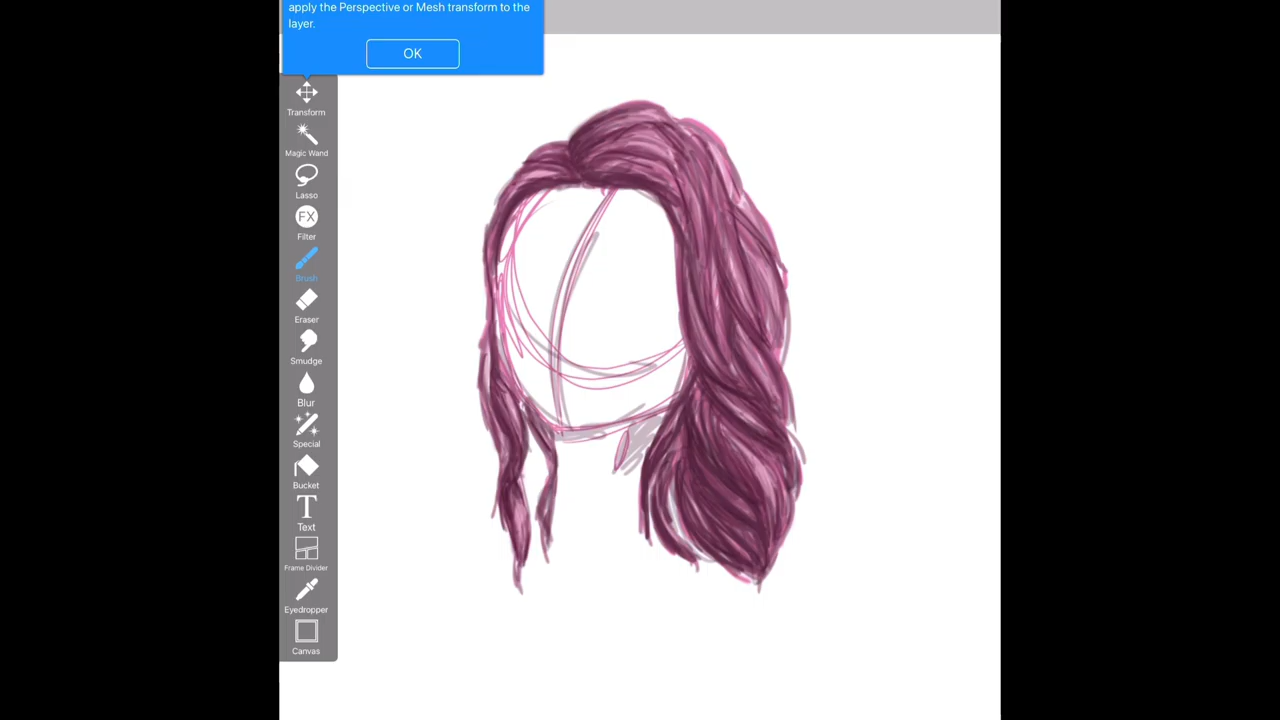 apply the Perspective or Mesh transform to the
layer.
OK
Transform
Magic Wand
Lasso
FX
Filter
Brush
Eraser
Smudge
Blur
Special
Bucket
T
Text
Frame Divider
Eyedropper
Canvas